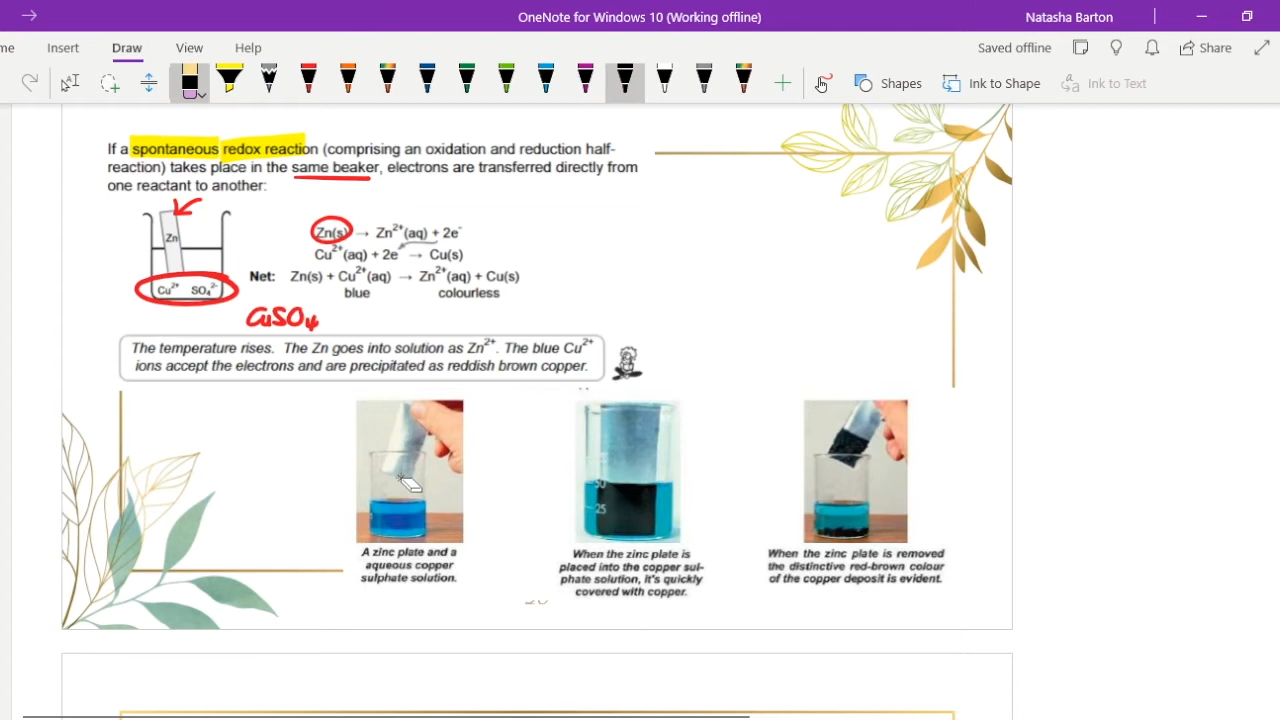 OneNote for Windows 10 (Working offline)
Natasha Barton
me Insert Draw View Help
Saved offline
Share
Shapes
Ink to Shape
Ink to Text
If a spontaneous redox reaction (comprising an oxidation and reduction half-
reaction) takes place in the same beaker, electrons are transferred directly from
one reactant to another:
Zn
Cu²⁺ SO₄²⁻
Zn(s) → Zn²⁺(aq) + 2e⁻
Cu²⁺(aq) + 2e⁻ → Cu(s)
Net: Zn(s) + Cu²⁺(aq) → Zn²⁺(aq) + Cu(s)
blue colourless
CuSO₄
The temperature rises. The Zn goes into solution as Zn²⁺. The blue Cu²⁺
ions accept the electrons and are precipitated as reddish brown copper.
50
25
A zinc plate and a
aqueous copper
sulphate solution.
When the zinc plate is
placed into the copper sul-
phate solution, it's quickly
covered with copper.
When the zinc plate is removed
the distinctive red-brown colour
of the copper deposit is evident.